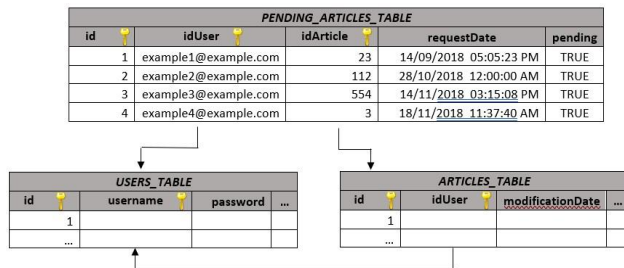 PENDING_ARTICLES_TABLE
id idUser idArticle requestDate pending
1 example1@example.com 23 14/09/2018 05:05:23 PM TRUE
2 example2@example.com 112 28/10/2018 12:00:00 AM TRUE
3 example3@example.com 554 14/11/2018 03:15:08 PM TRUE
4 example4@example.com 3 18/11/2018 11:37:40 AM TRUE
USERS_TABLE
id username password ...
1
...
ARTICLES_TABLE
id idUser modificationDate ...
1
...